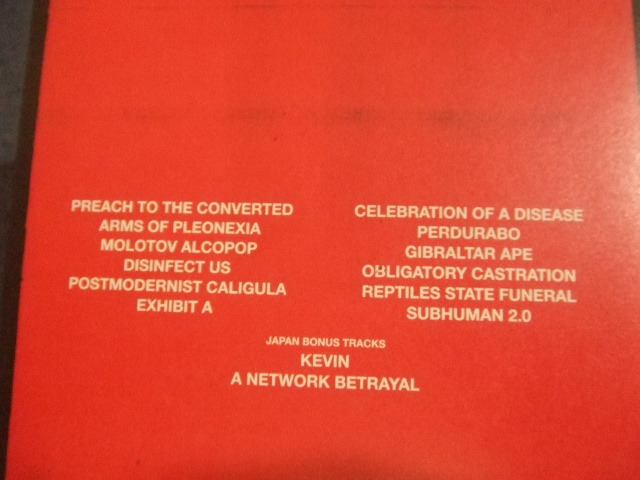 PREACH TO THE CONVERTED
ARMS OF PLEONEXIA
MOLOTOV ALCOPOP
DISINFECT US
POSTMODERNIST CALIGULA
EXHIBIT A
CELEBRATION OF A DISEASE
PERDURABO
GIBRALTAR APE
OBLIGATORY CASTRATION
REPTILES STATE FUNERAL
SUBHUMAN 2.0
JAPAN BONUS TRACKS
KEVIN
A NETWORK BETRAYAL